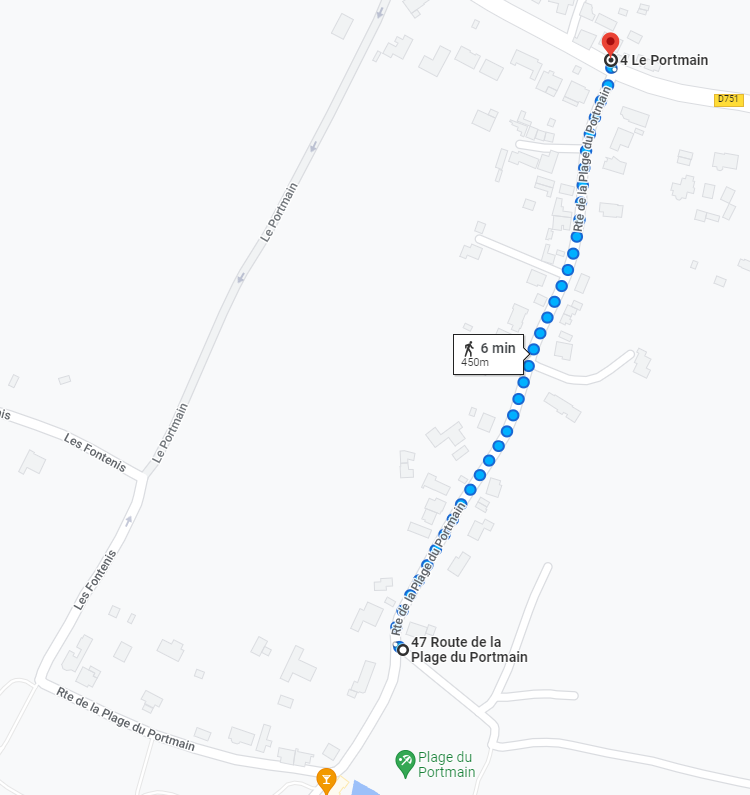 4 Le Portmain
D751
Rte de la Plage du Portmain
Le Portmain
6 min
450m
Le Portmain
nis
Les Fontenis
Rte de la Plage du Portmain
Les Fontenis
47 Route de la
Plage du Portmain
Rte de la Plage du Portmain
Plage du
Portmain